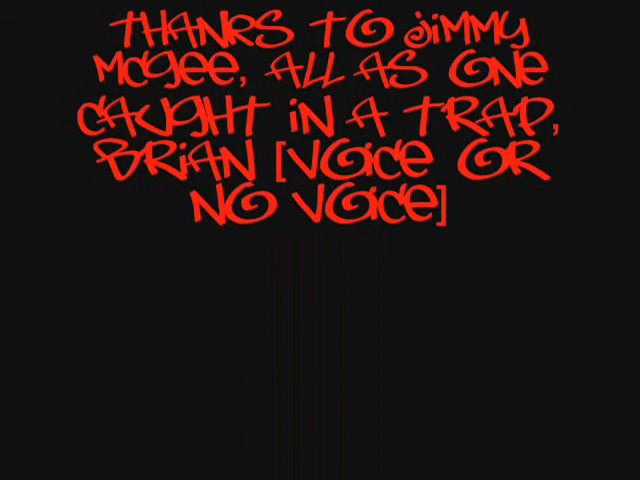 THANKS TO JIMMY
MCGEE, ALL AS ONE
CAUGHT IN A TRAP,
BRIAN [VOICE OR
NO VOICE]